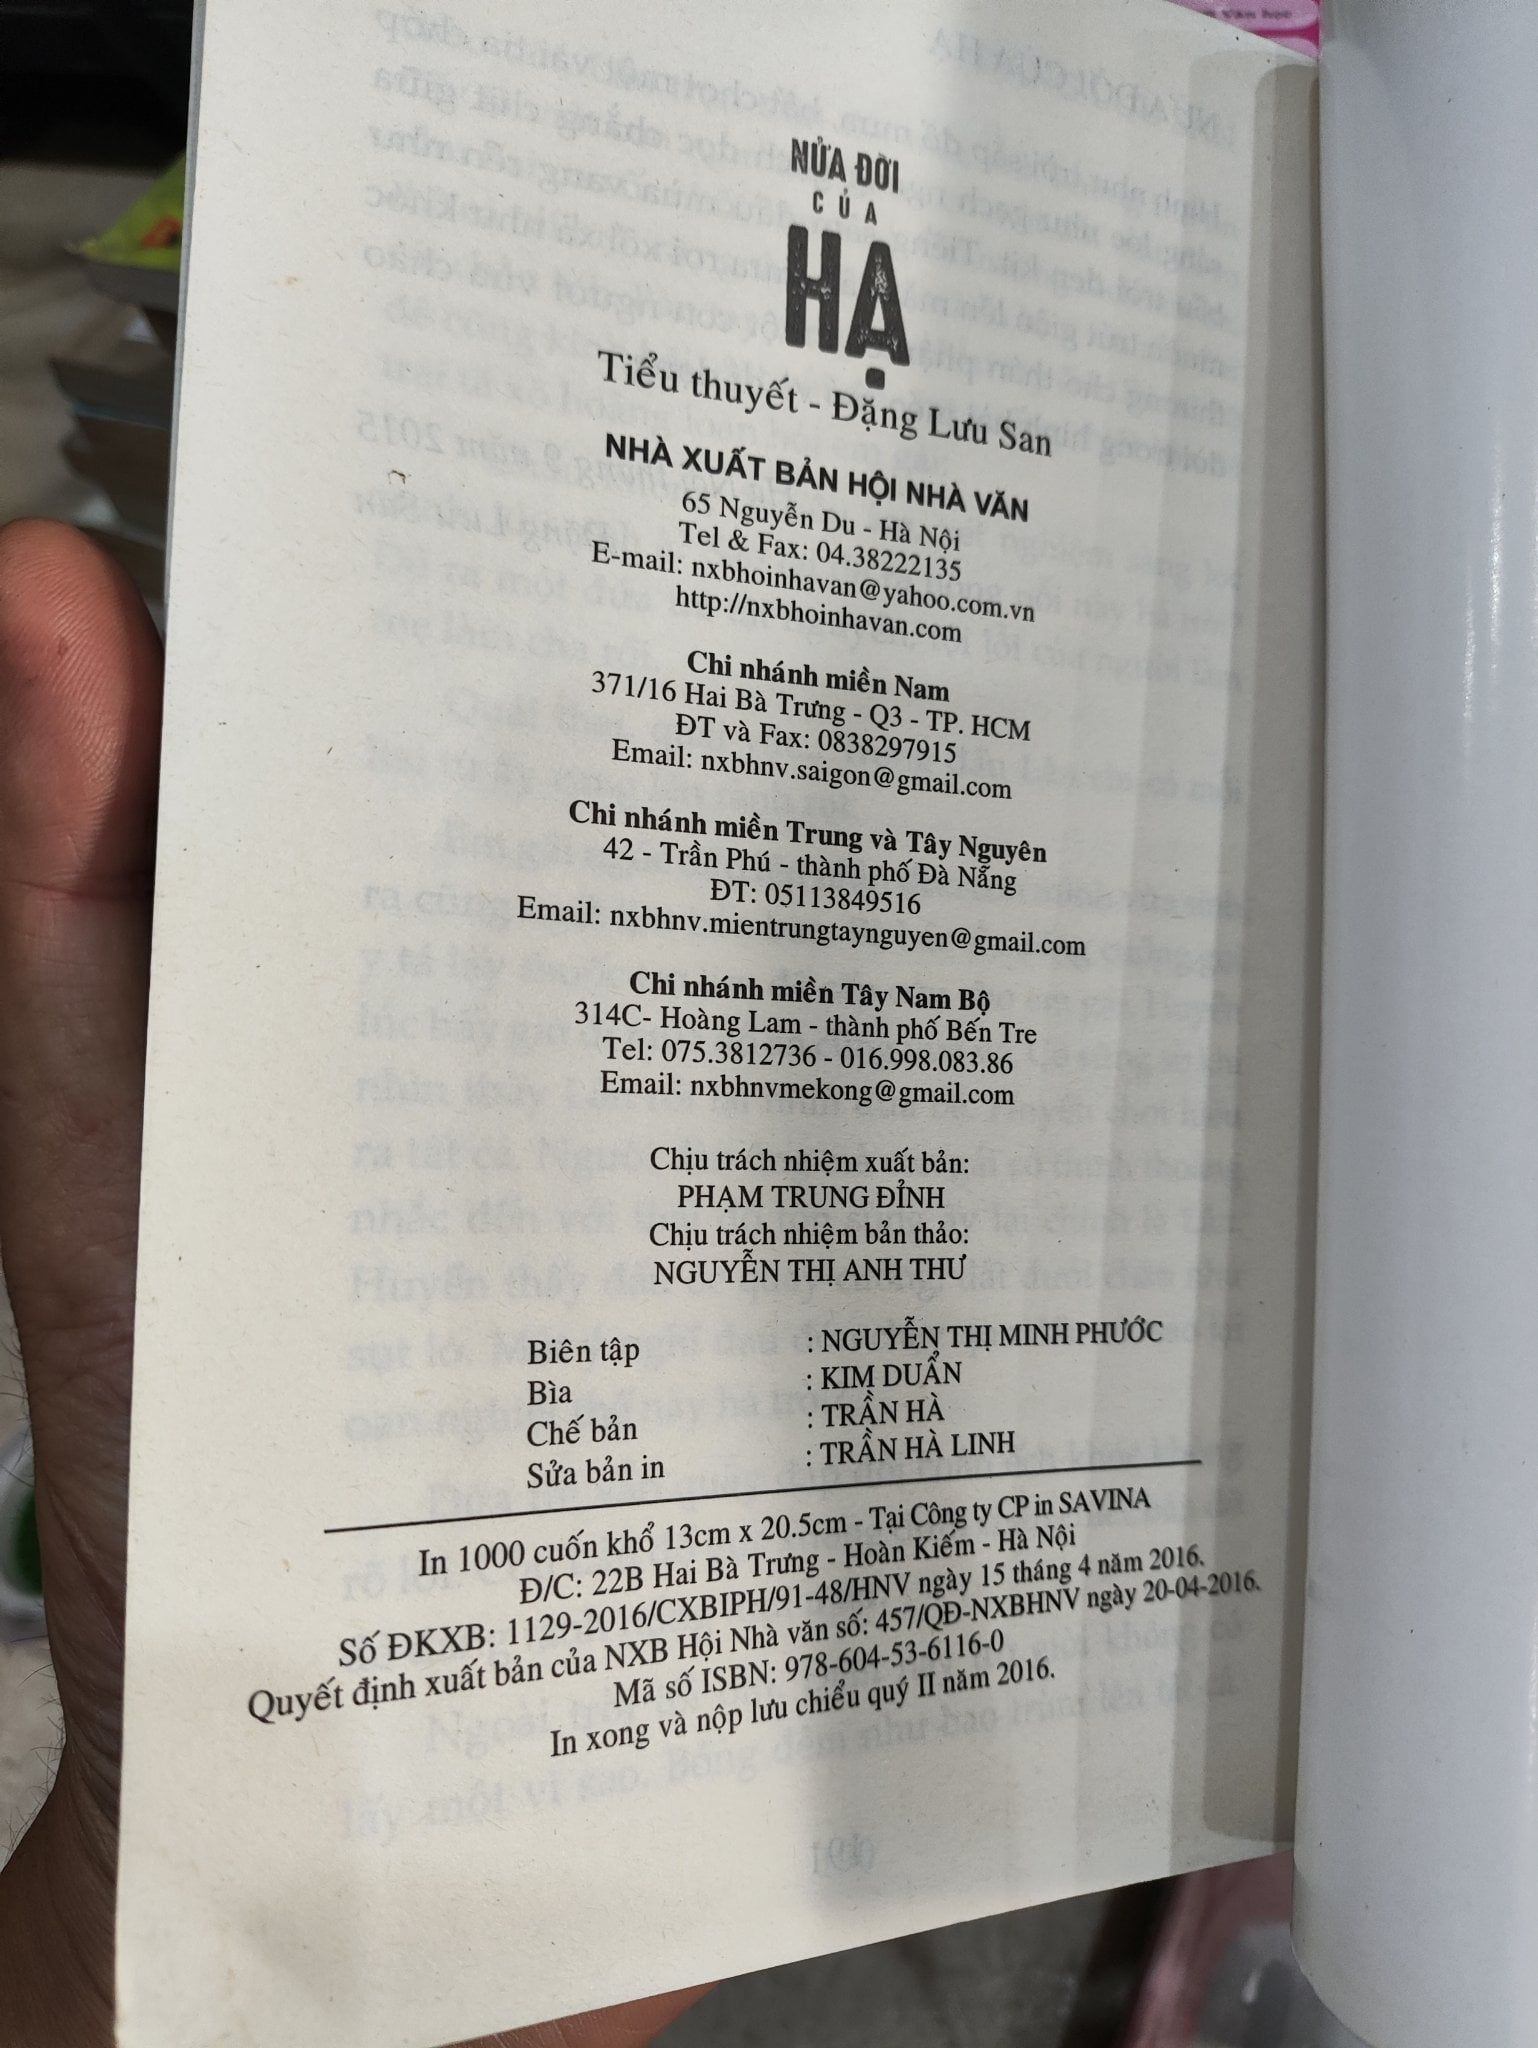 NỬA ĐỜI
CỦA
HẠ
Tiểu thuyết - Đặng Lưu San
NHÀ XUẤT BẢN HỘI NHÀ VĂN
65 Nguyễn Du - Hà Nội
Tel & Fax: 04.38222135
E-mail: nxbhoinhavan@yahoo.com.vn
http://nxbhoinhavan.com
Chi nhánh miền Nam
371/16 Hai Bà Trưng - Q3 - TP. HCM
ĐT và Fax: 0838297915
Email: nxbhnv.saigon@gmail.com
Chi nhánh miền Trung và Tây Nguyên
42 - Trần Phú - thành phố Đà Nẵng
ĐT: 05113849516
Email: nxbhnv.mientrungtaynguyen@gmail.com
Chi nhánh miền Tây Nam Bộ
314C- Hoàng Lam - thành phố Bến Tre
Tel: 075.3812736 - 016.998.083.86
Email: nxbhnvmekong@gmail.com
Chịu trách nhiệm xuất bản:
PHẠM TRUNG ĐỈNH
Chịu trách nhiệm bản thảo:
NGUYỄN THỊ ANH THƯ
Biên tập : NGUYỄN THỊ MINH PHƯỚC
Bìa : KIM DUẨN
Chế bản : TRẦN HÀ
Sửa bản in : TRẦN HÀ LINH
In 1000 cuốn khổ 13cm x 20.5cm - Tại Công ty CP in SAVINA
Đ/C: 22B Hai Bà Trưng - Hoàn Kiếm - Hà Nội
Số ĐKXB: 1129-2016/CXBIPH/91-48/HNV ngày 15 tháng 4 năm 2016.
Quyết định xuất bản của NXB Hội Nhà văn số: 457/QĐ-NXBHNV ngày 20-04-2016.
Mã số ISBN: 978-604-53-6116-0
In xong và nộp lưu chiểu quý II năm 2016.